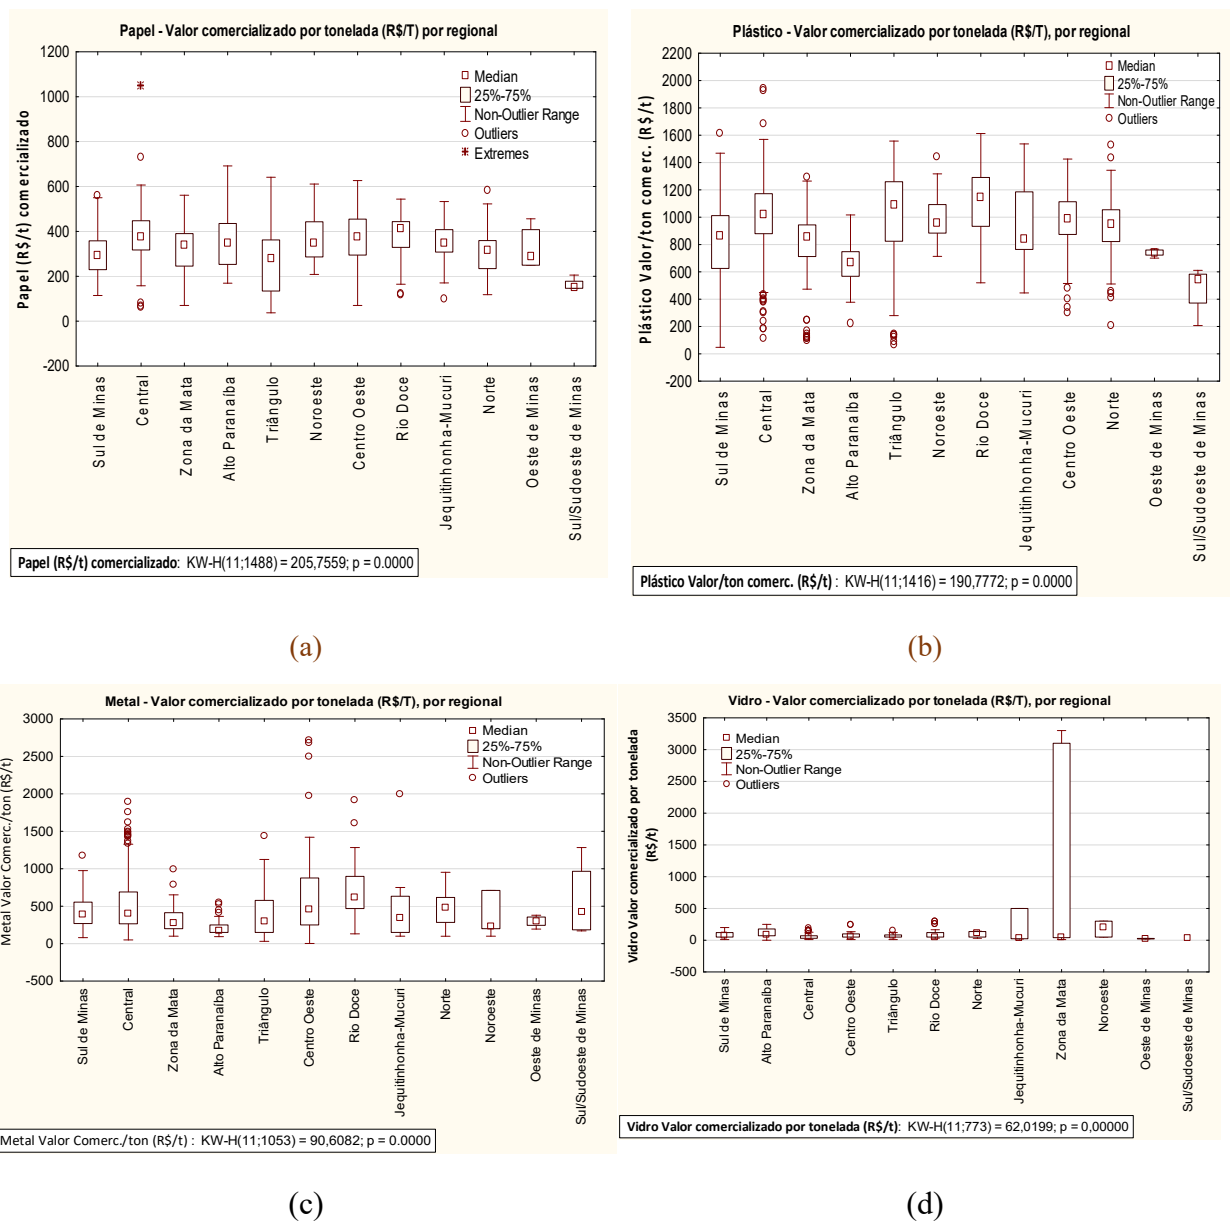 Papel - Valor comercializado por tonelada (R$/T) por regional
Papel (R$/t) comercializado
1200
1000
800
600
400
200
0
-200
Median
25%-75%
Non-Outlier Range
Outliers
Extremes
Sul de Minas
Central
Zona da Mata
Alto Paranaíba
Triângulo
Noroeste
Centro Oeste
Rio Doce
Jequitinhonha-Mucuri
Norte
Oeste de Minas
Sul/Sudoeste de Minas
Papel (R$/t) comercializado: KW-H(11;1488) = 205,7559; p = 0.0000
(a)
Plástico - Valor comercializado por tonelada (R$/T), por regional
Plástico Valor/ton comerc. (R$/t)
2200
2000
1800
1600
1400
1200
1000
800
600
400
200
0
-200
Median
25%-75%
Non-Outlier Range
Outliers
Sul de Minas
Central
Zona da Mata
Alto Paranaíba
Triângulo
Noroeste
Rio Doce
Jequitinhonha-Mucuri
Centro Oeste
Norte
Oeste de Minas
Sul/Sudoeste de Minas
Plástico Valor/ton comerc. (R$/t) : KW-H(11;1416) = 190,7772; p = 0.0000
(b)
Metal - Valor comercializado por tonelada (R$/T), por regional
Metal Valor Comerc./ton (R$/t)
3000
2500
2000
1500
1000
500
0
-500
Median
25%-75%
Non-Outlier Range
Outliers
Sul de Minas
Central
Zona da Mata
Alto Paranaíba
Triângulo
Centro Oeste
Rio Doce
Jequitinhonha-Mucuri
Norte
Noroeste
Oeste de Minas
Sul/Sudoeste de Minas
Metal Valor Comerc./ton (R$/t) : KW-H(11;1053) = 90,6082; p = 0.0000
(c)
Vidro - Valor comercializado por tonelada (R$/T), por regional
Vidro Valor comercializado por tonelada
(R$/t)
3500
3000
2500
2000
1500
1000
500
0
-500
Median
25%-75%
Non-Outlier Range
Outliers
Sul de Minas
Alto Paranaíba
Central
Centro Oeste
Triângulo
Rio Doce
Norte
Jequitinhonha-Mucuri
Zona da Mata
Noroeste
Oeste de Minas
Sul/Sudoeste de Minas
Vidro Valor comercializado por tonelada (R$/t): KW-H(11;773) = 62,0199; p = 0,00000
(d)